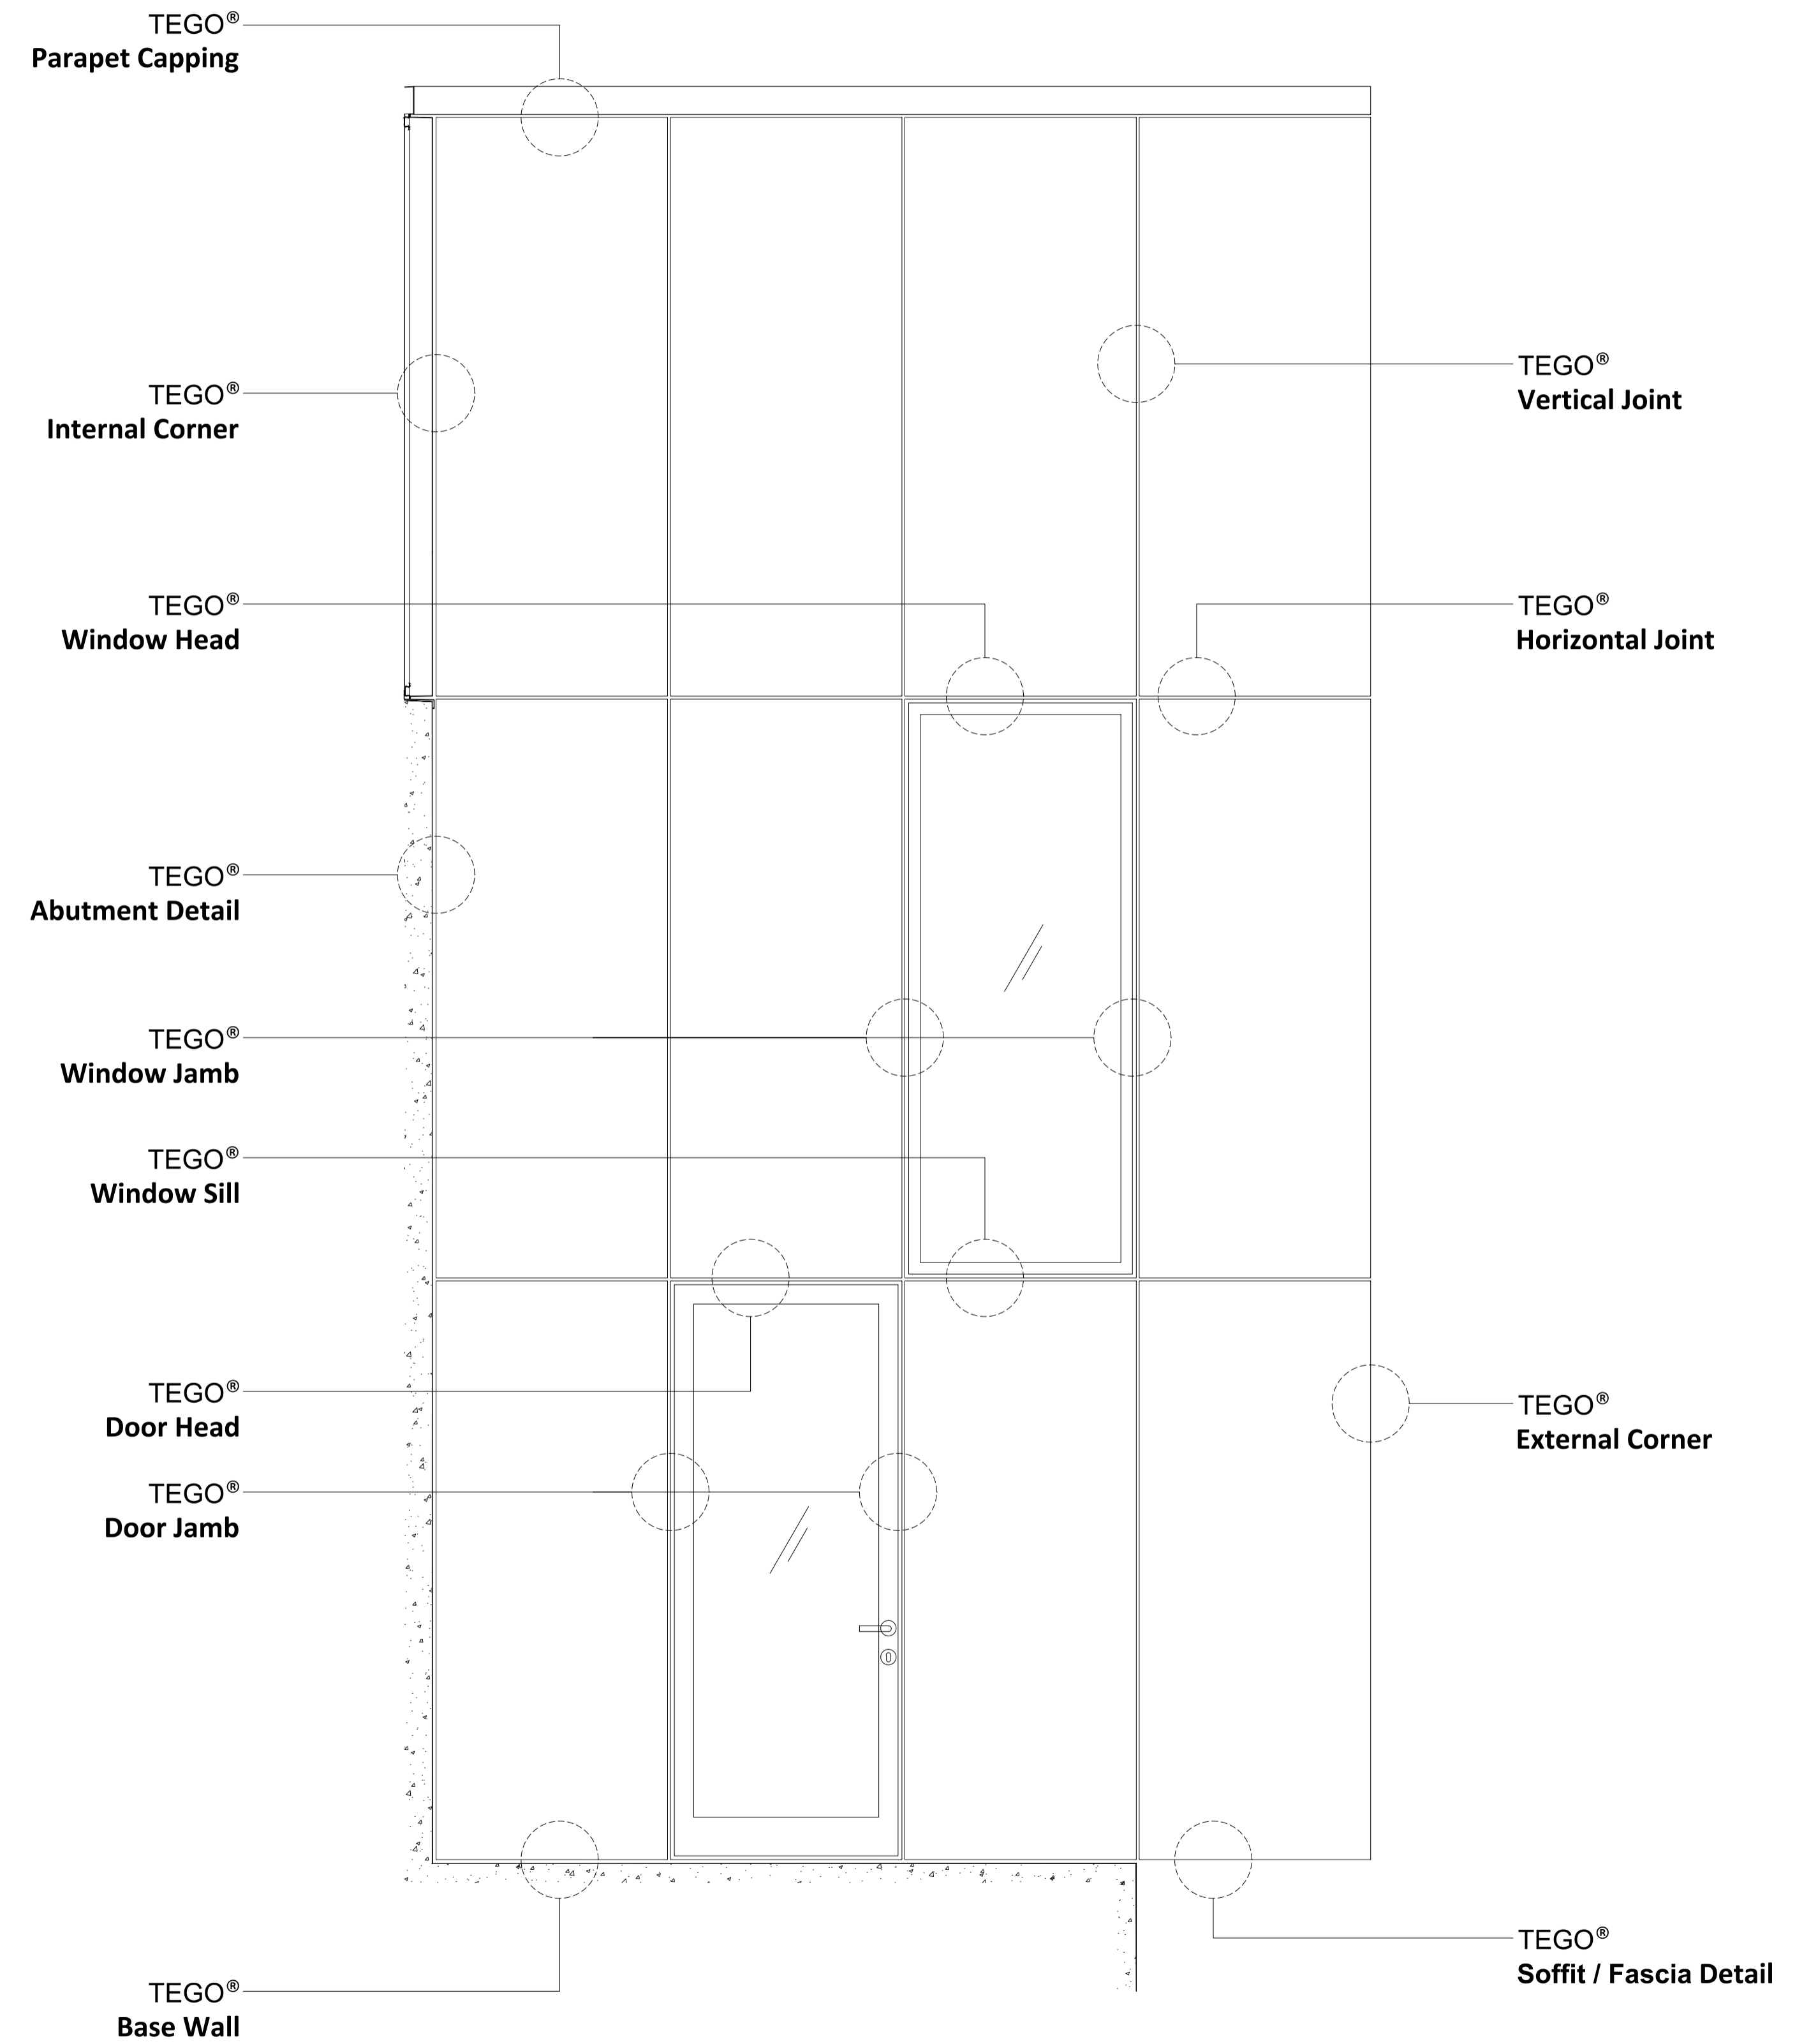 TEGO®
Parapet Capping
TEGO®
Internal Corner
TEGO®
Vertical Joint
TEGO®
Window Head
TEGO®
Horizontal Joint
TEGO®
Abutment Detail
TEGO®
Window Jamb
TEGO®
Window Sill
TEGO®
Door Head
TEGO®
External Corner
TEGO®
Door Jamb
TEGO®
Soffit / Fascia Detail
TEGO®
Base Wall